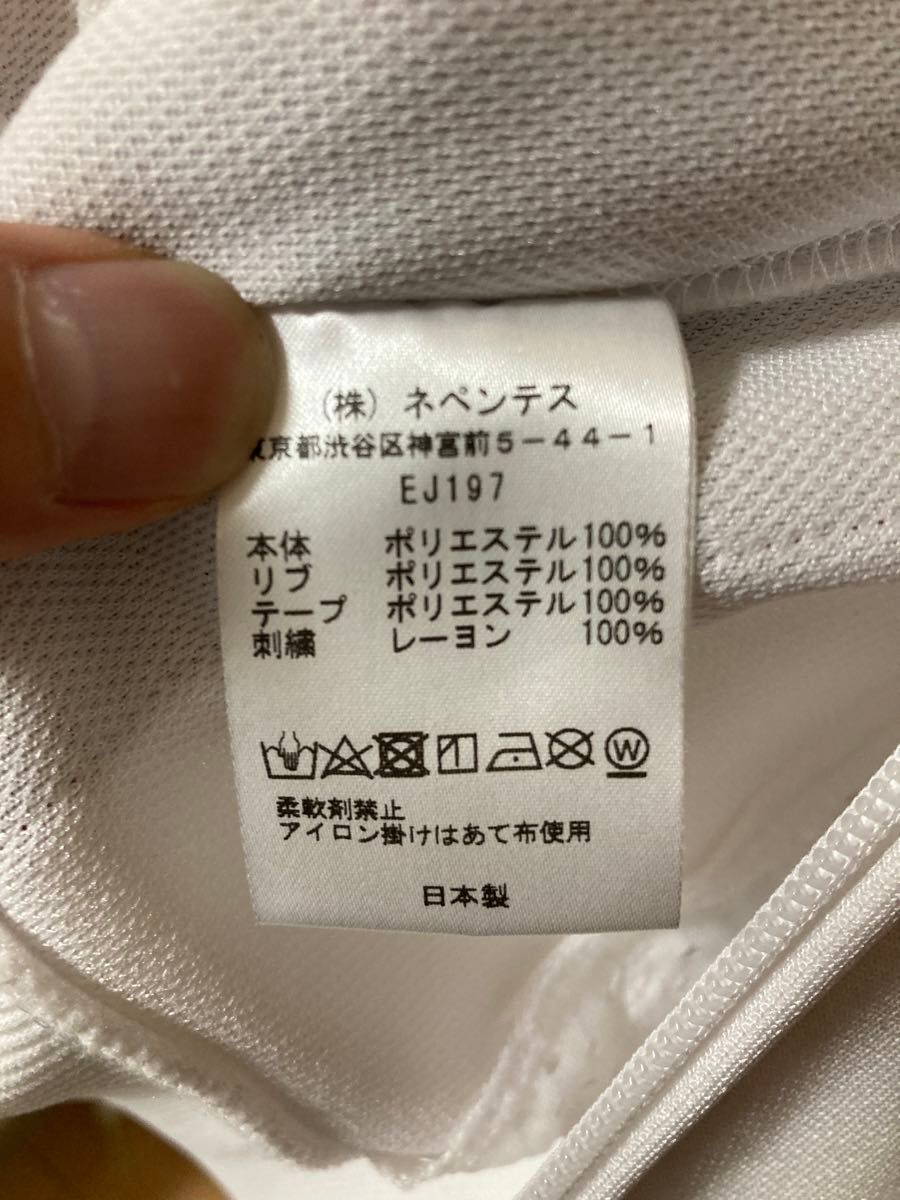 （株）ネペンテス
東京都渋谷区神宮前5－44－1
EJ197
本体 ポリエステル100%
リブ ポリエステル100%
テープ ポリエステル100%
刺繍 レーヨン 100%
W
柔軟剤禁止
アイロン掛けはあて布使用
日本製